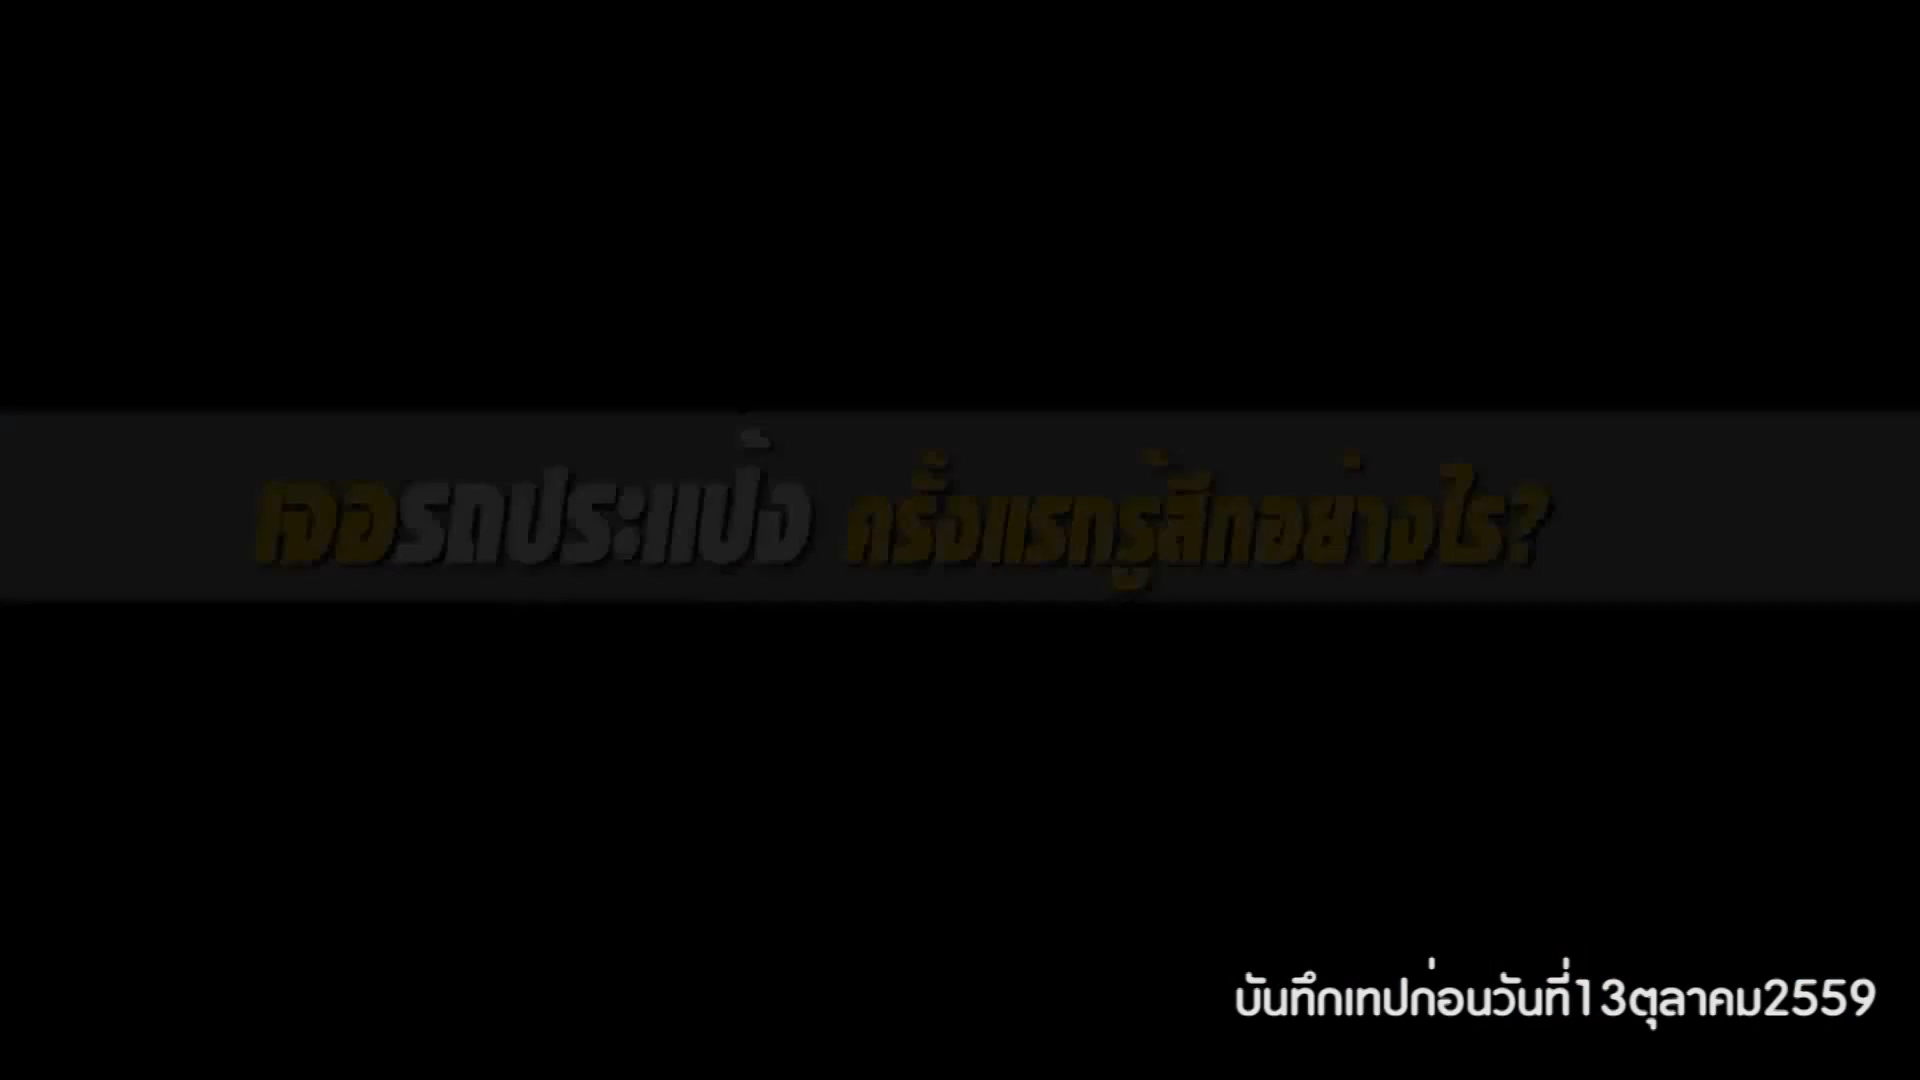 เจอรถประแป้ง ครั้งแรกรู้สึกอย่างไร?
บันทึกเทปก่อนวันที่13ตุลาคม2559